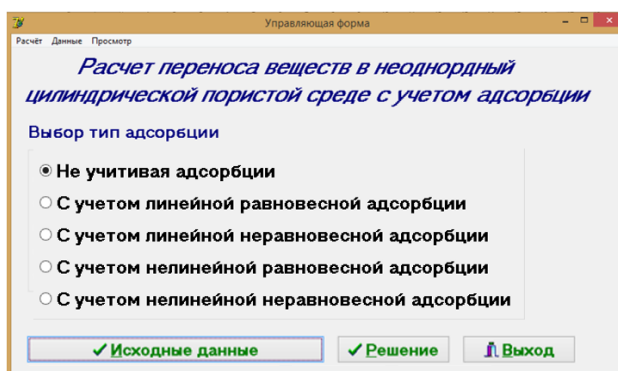 Управляющая форма
Расчёт Данные Просмотр
Расчет переноса веществ в неоднордный
цилиндрической пористой среде с учетом адсорбции
Выбор тип адсорбции
Не учитивая адсорбции
С учетом линейной равновесной адсорбции
С учетом линейной неравновесной адсорбции
С учетом нелинейной равновесной адсорбции
С учетом нелинейной неравновесной адсорбции
Исходные данные Решение Выход